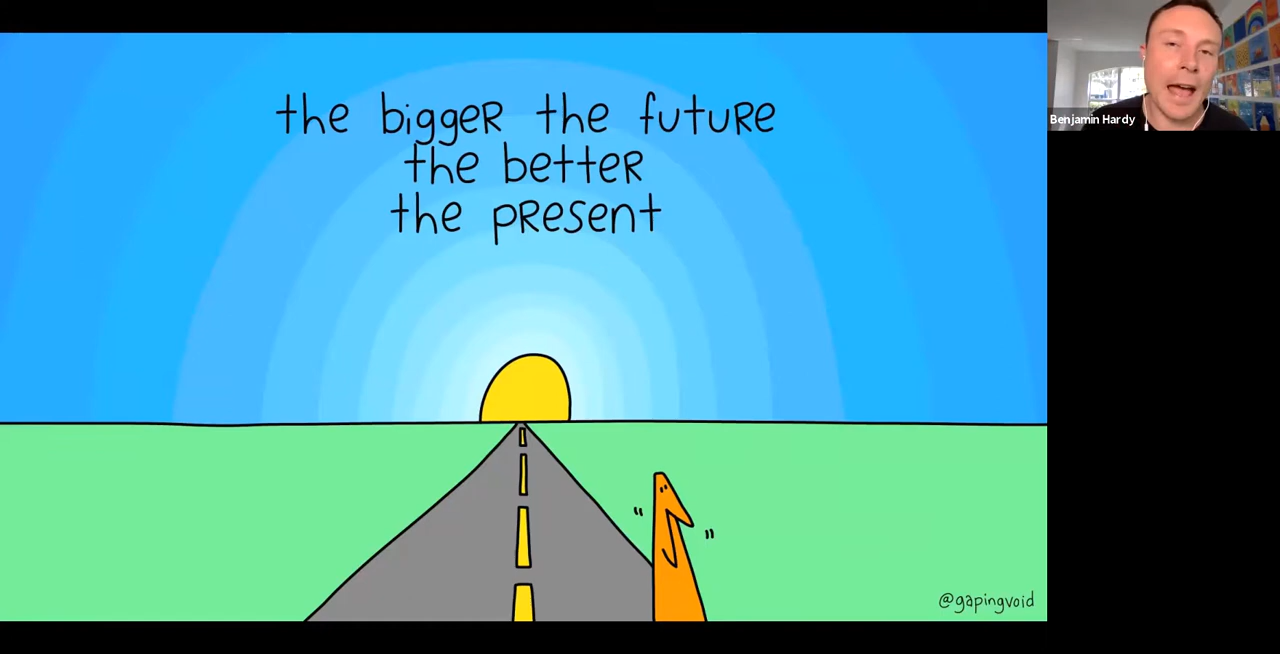 the bigger the future
the better
the present
@gapingvoid
Benjamin Hardy